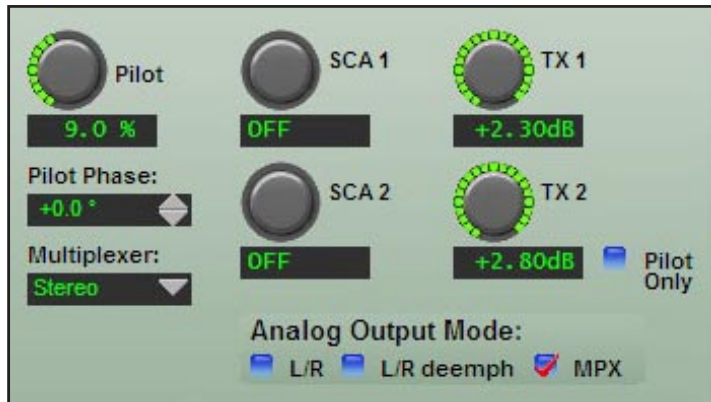 Pilot
9.0 %
SCA 1
OFF
TX 1
+2.30dB
Pilot Phase:
+0.0 °
SCA 2
OFF
TX 2
+2.80dB
Pilot
Only
Multiplexer:
Stereo
Analog Output Mode:
L/R L/R deemph MPX